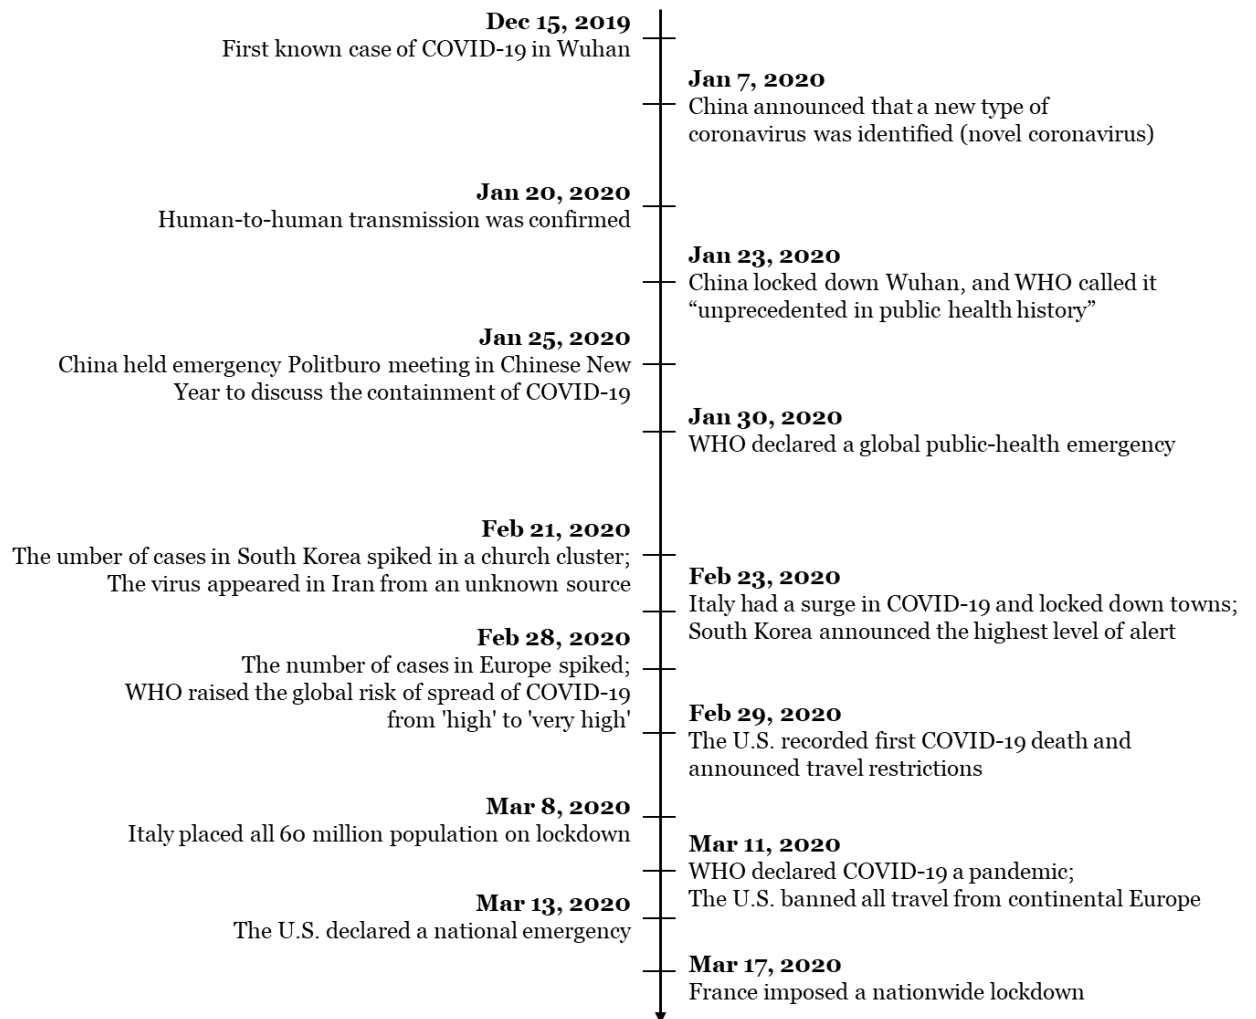 Dec 15, 2019
First known case of COVID-19 in Wuhan
Jan 7, 2020
China announced that a new type of
coronavirus was identified (novel coronavirus)
Jan 20, 2020
Human-to-human transmission was confirmed
Jan 23, 2020
China locked down Wuhan, and WHO called it
“unprecedented in public health history”
Jan 25, 2020
China held emergency Politburo meeting in Chinese New
Year to discuss the containment of COVID-19
Jan 30, 2020
WHO declared a global public-health emergency
Feb 21, 2020
The umber of cases in South Korea spiked in a church cluster;
The virus appeared in Iran from an unknown source
Feb 23, 2020
Italy had a surge in COVID-19 and locked down towns;
South Korea announced the highest level of alert
Feb 28, 2020
The number of cases in Europe spiked;
WHO raised the global risk of spread of COVID-19
from 'high' to 'very high'
Feb 29, 2020
The U.S. recorded first COVID-19 death and
announced travel restrictions
Mar 8, 2020
Italy placed all 60 million population on lockdown
Mar 11, 2020
WHO declared COVID-19 a pandemic;
The U.S. banned all travel from continental Europe
Mar 13, 2020
The U.S. declared a national emergency
Mar 17, 2020
France imposed a nationwide lockdown